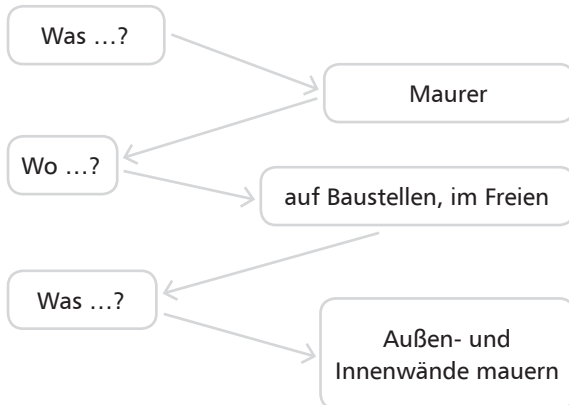 Was …?
Maurer
Wo …?
auf Baustellen, im Freien
Was …?
Außen- und
Innenwände mauern